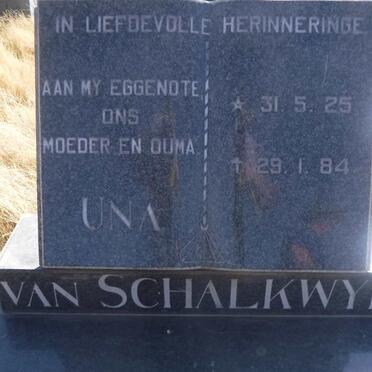 IN LIEFDEVOLLE HERINNERINGE
AAN MY EGGENOTE
ONS
MOEDER EN OUMA
UNA
★ 31. 5. 25
† 29. 1. 84
VAN SCHALKWY